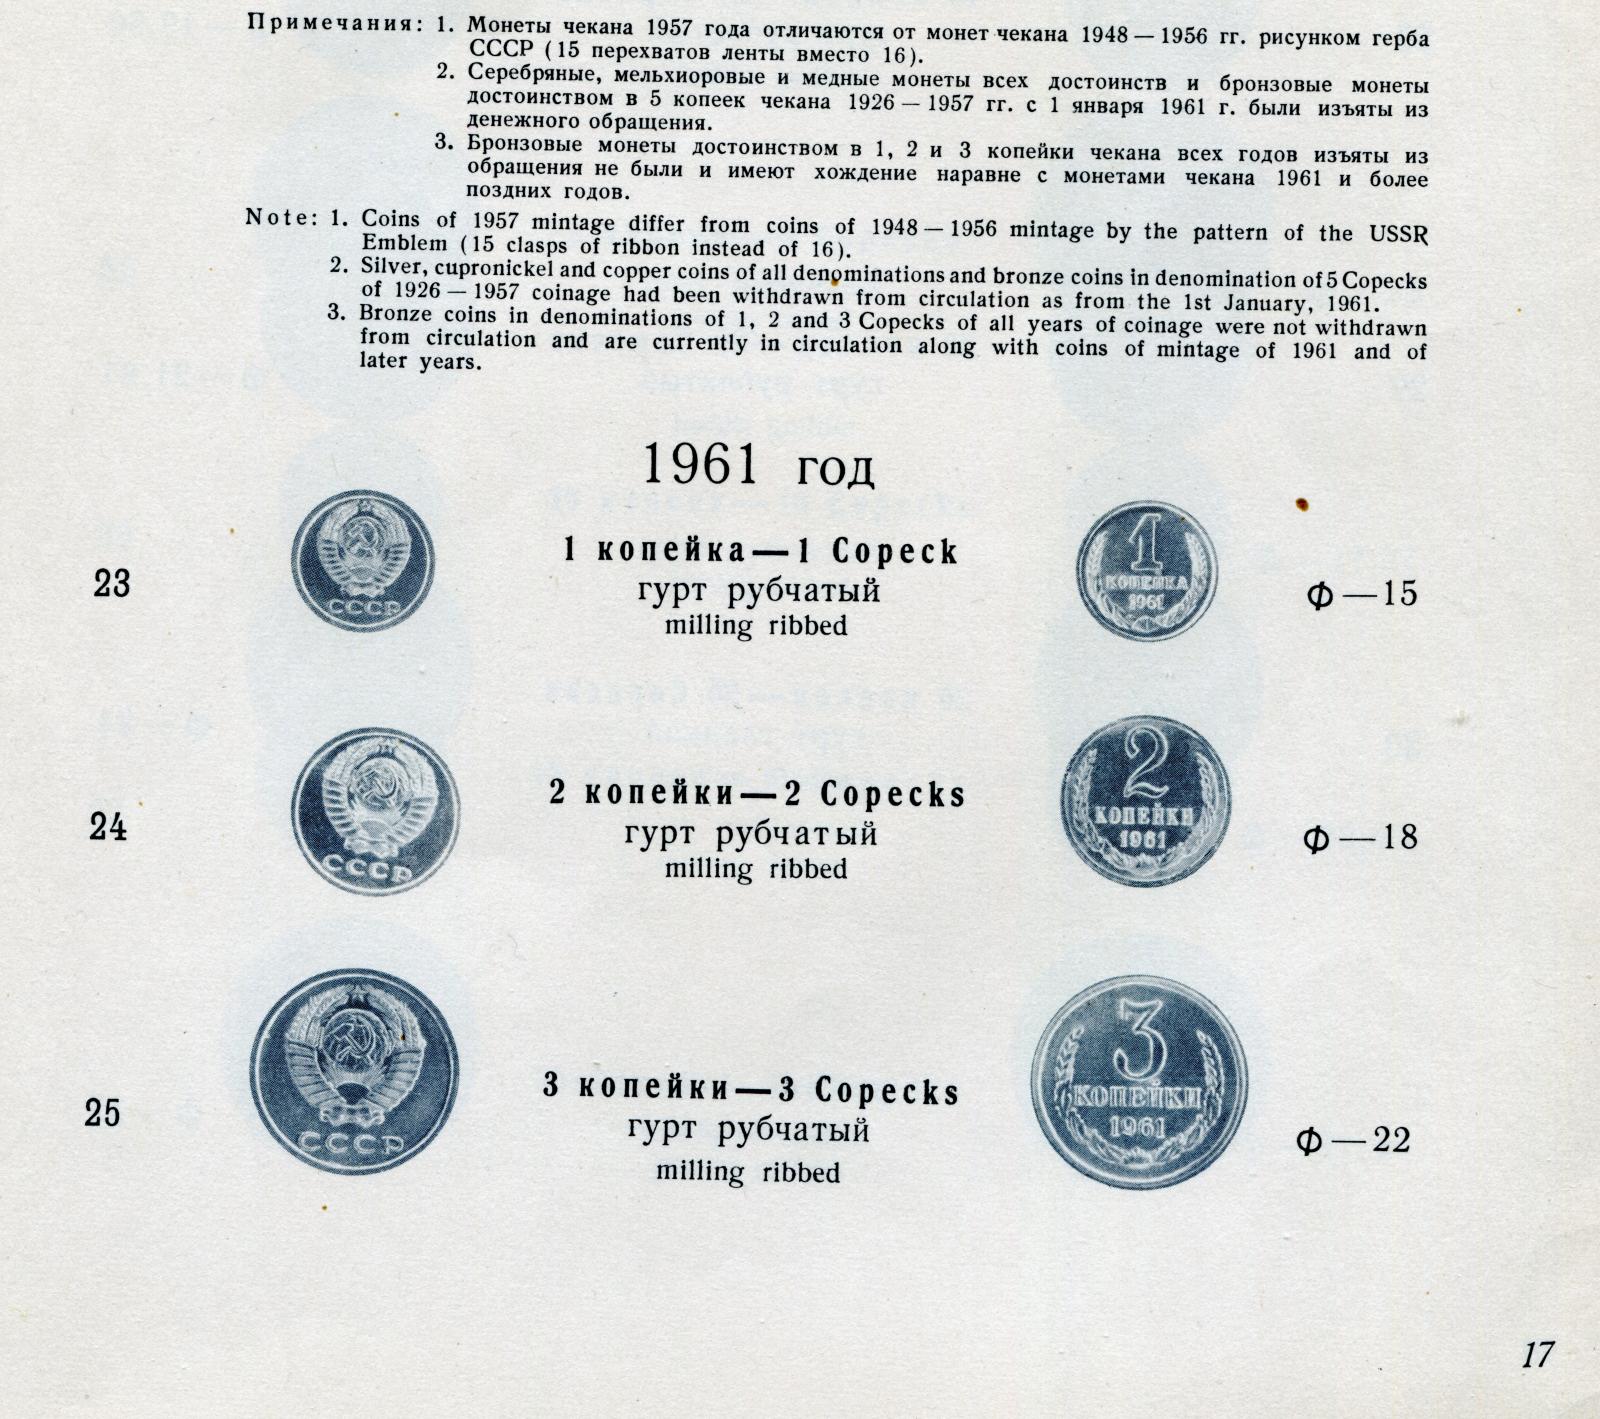 Примечания: 1. Монеты чекана 1957 года отличаются от монет чекана 1948 — 1956 гг. рисунком герба
СССР (15 перехватов ленты вместо 16).
2. Серебряные, мельхиоровые и медные монеты всех достоинств и бронзовые монеты
достоинством в 5 копеек чекана 1926 — 1957 гг. с 1 января 1961 г. были изъяты из
денежного обращения.
3. Бронзовые монеты достоинством в 1, 2 и 3 копейки чекана всех годов изъяты из
обращения не были и имеют хождение наравне с монетами чекана 1961 и более
поздних годов.
Note: 1. Coins of 1957 mintage differ from coins of 1948 — 1956 mintage by the pattern of the USSR
Emblem (15 clasps of ribbon instead of 16).
2. Silver, cupronickel and copper coins of all denominations and bronze coins in denomination of 5 Copecks
of 1926 — 1957 coinage had been withdrawn from circulation as from the 1st January, 1961.
3. Bronze coins in denominations of 1, 2 and 3 Copecks of all years of coinage were not withdrawn
from circulation and are currently in circulation along with coins of mintage of 1961 and of
later years.
1961 год
23
СССР
1 копейка — 1 Copeck
гурт рубчатый
milling ribbed
1
КОПЕЙКА
1961
Ф — 15
24
СССР
2 копейки — 2 Copecks
гурт рубчатый
milling ribbed
2
КОПЕЙКИ
1961
Ф — 18
25
СССР
3 копейки — 3 Copecks
гурт рубчатый
milling ribbed
3
КОПЕЙКИ
1961
Ф — 22
17